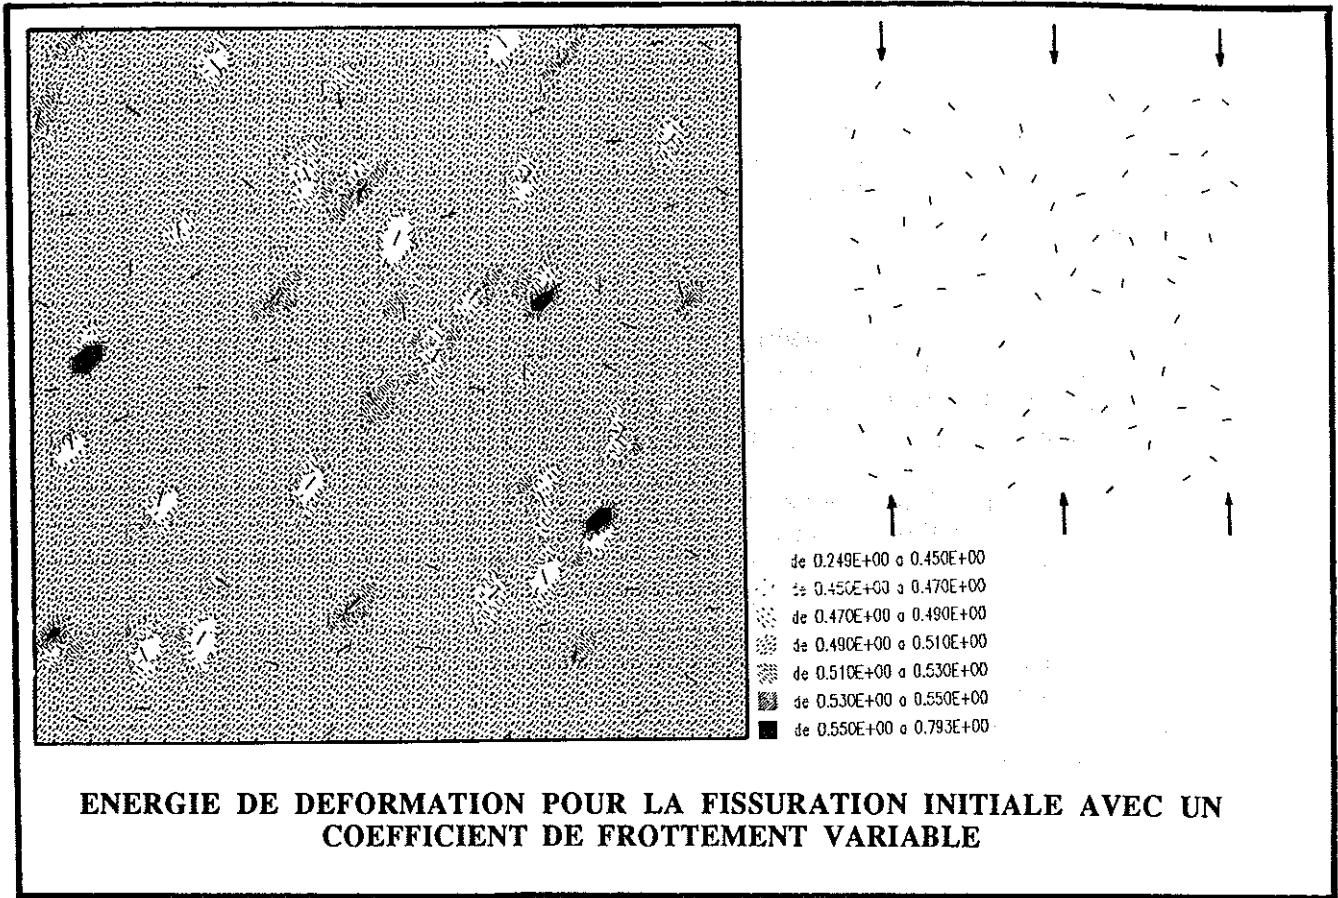 de 0.249E+00 a 0.450E+00
de 0.450E+00 a 0.470E+00
de 0.470E+00 a 0.490E+00
de 0.490E+00 a 0.510E+00
de 0.510E+00 a 0.530E+00
de 0.530E+00 a 0.550E+00
de 0.550E+00 a 0.793E+00
ENERGIE DE DEFORMATION POUR LA FISSURATION INITIALE AVEC UN
COEFFICIENT DE FROTTEMENT VARIABLE